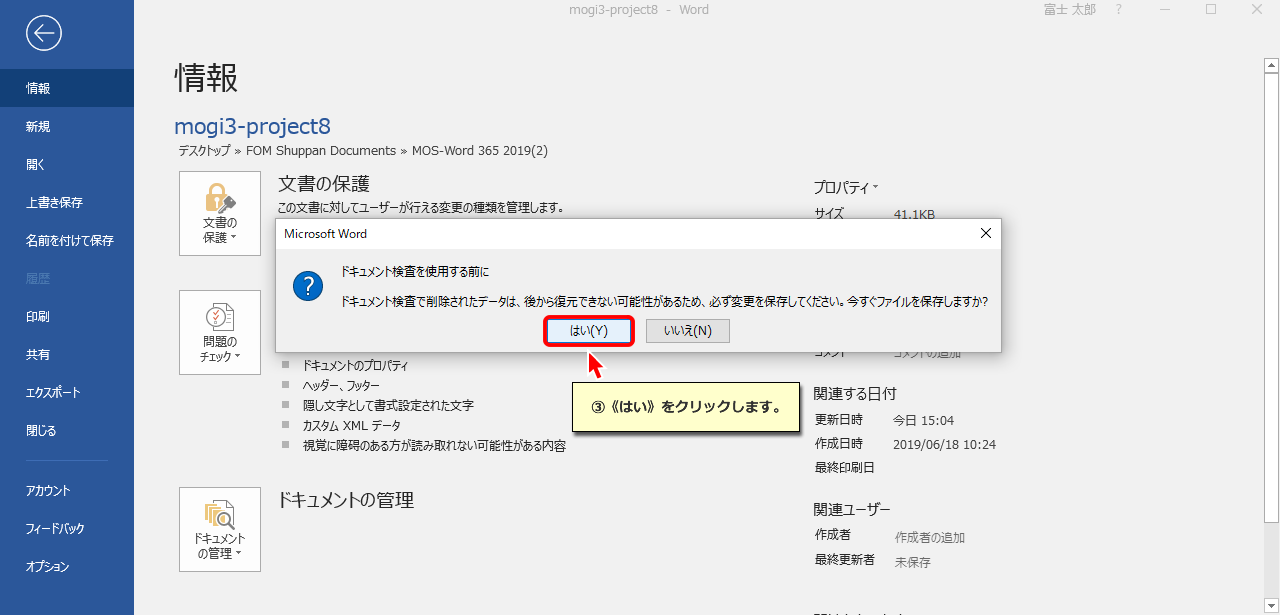 mogi3-project8 - Word
富士 太郎
?
情報
新規
開く
上書き保存
名前を付けて保存
履歴
印刷
共有
エクスポート
閉じる
アカウント
フィードバック
オプション
情報
mogi3-project8
デスクトップ » FOM Shuppan Documents » MOS-Word 365 2019(2)
文書の
保護
文書の保護
この文書に対してユーザーが行える変更の種類を管理します。
Microsoft Word
?
ドキュメント検査を使用する前に
ドキュメント検査で削除されたデータは、後から復元できない可能性があるため、必ず変更を保存してください。今すぐファイルを保存しますか?
はい(Y)
いいえ(N)
③《はい》をクリックします。
問題の
チェック
ドキュメントのプロパティ
ヘッダー、フッター
隠し文字として書式設定された文字
カスタム XML データ
視覚に障碍のある方が読み取れない可能性がある内容
ドキュメント
の管理
ドキュメントの管理
プロパティ
サイズ 41.1KB
コメント コメントの追加
関連する日付
更新日時 今日 15:04
作成日時 2019/06/18 10:24
最終印刷日
関連ユーザー
作成者 作成者の追加
最終更新者 未保存